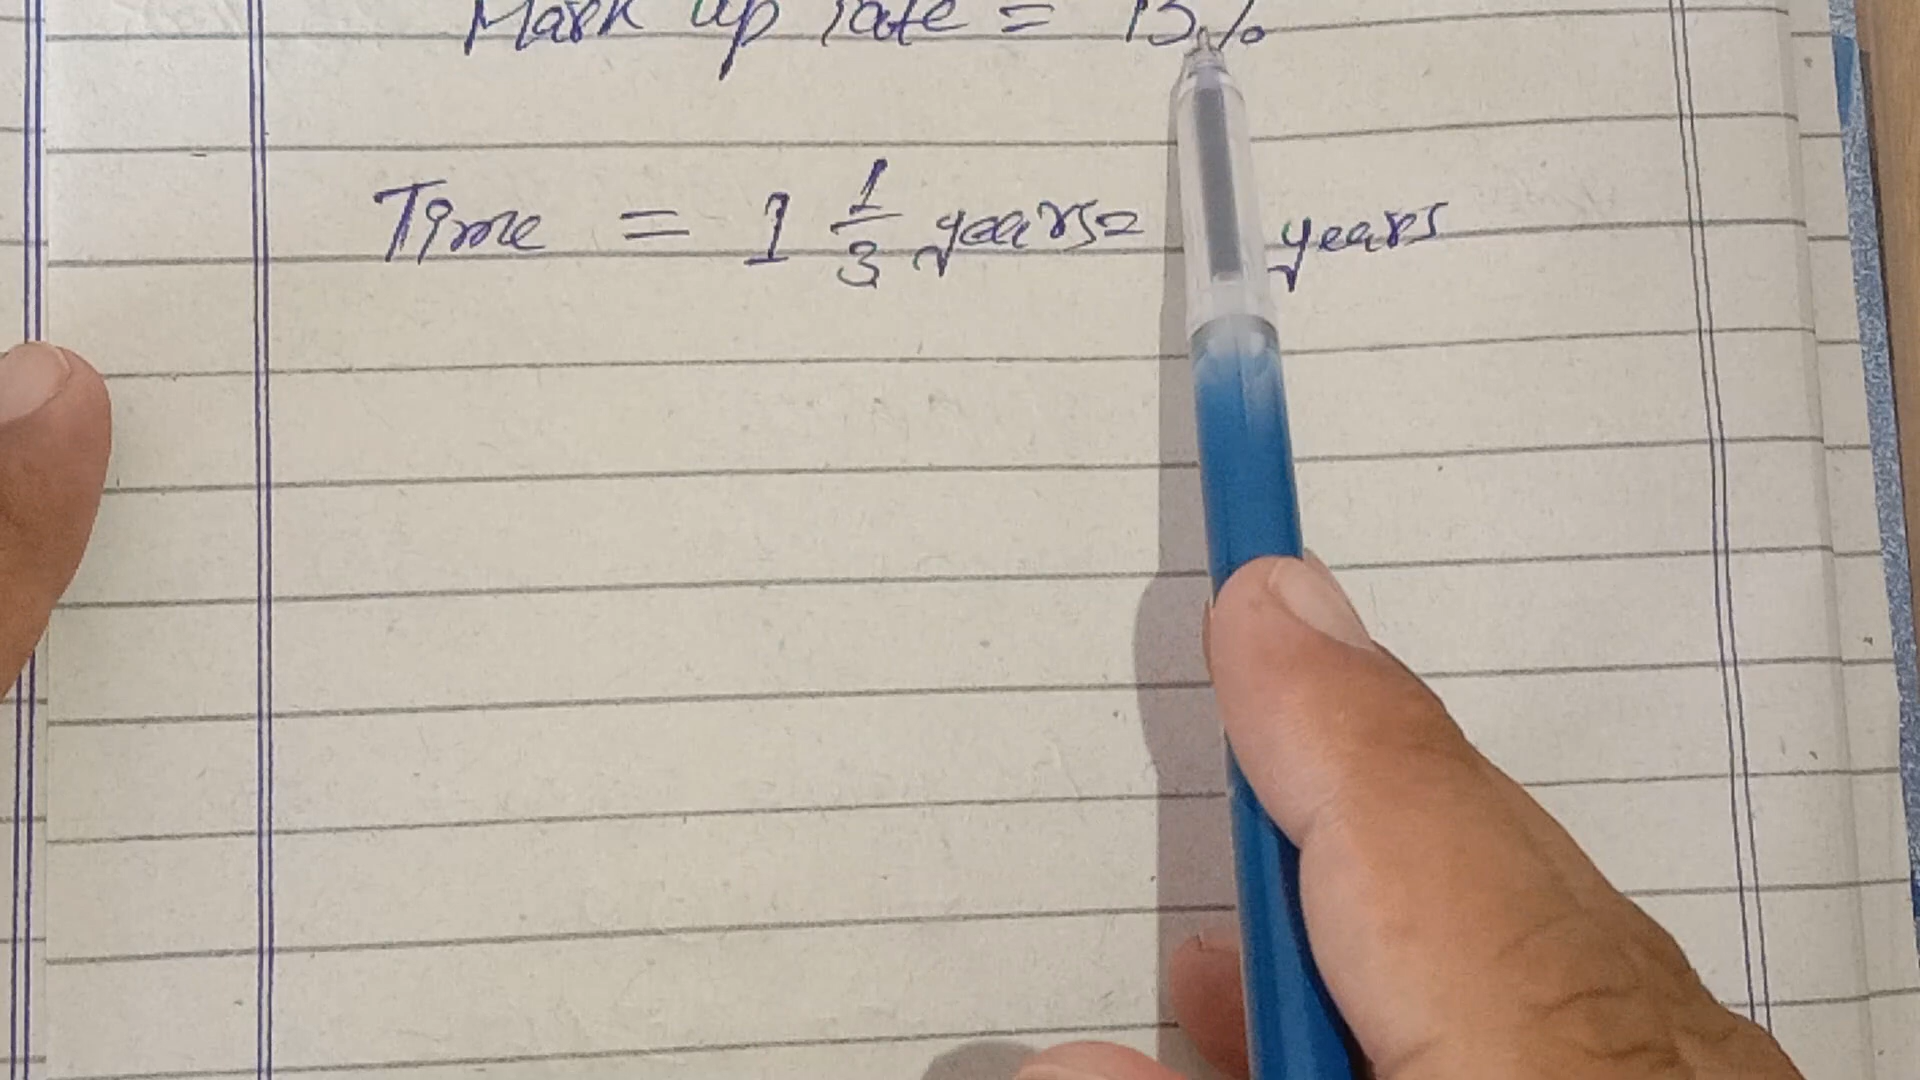 Mark up rate = 13%
Time = 1 1/3 years = years